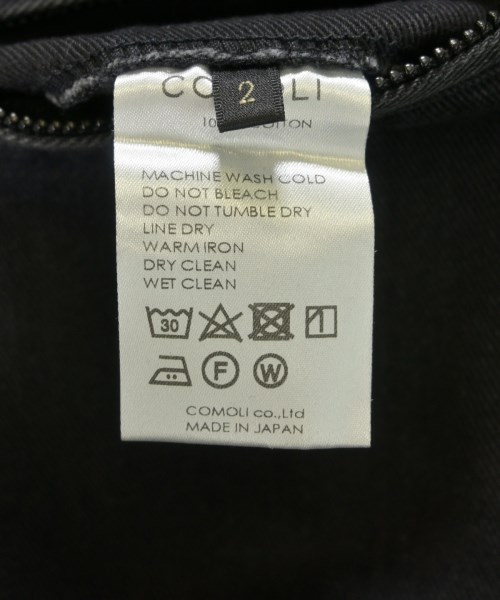 COMOLI
2
COTTON
MACHINE WASH COLD
DO NOT BLEACH
DO NOT TUMBLE DRY
LINE DRY
WARM IRON
DRY CLEAN
WET CLEAN
30
F W
COMOLI co.,Ltd
MADE IN JAPAN